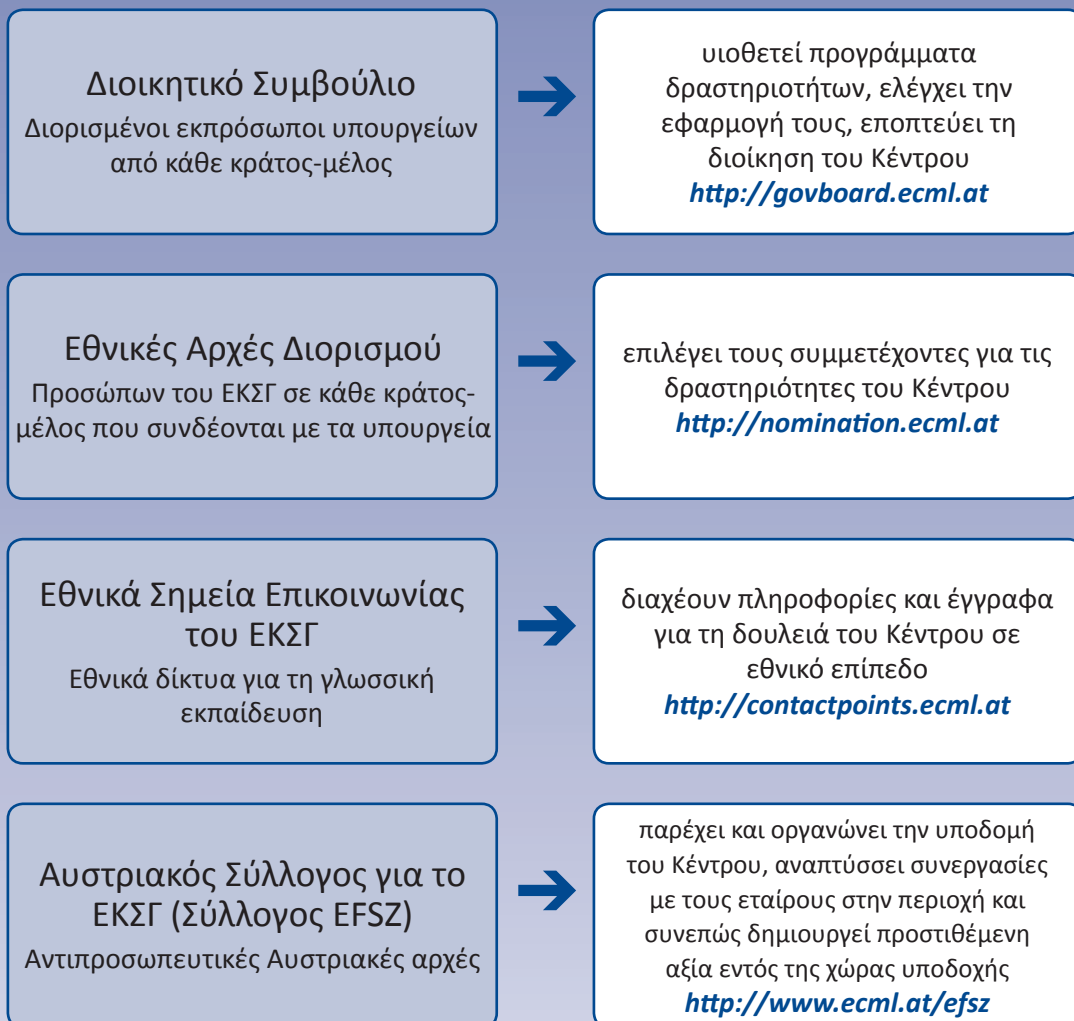 Διοικητικό Συμβούλιο
Διορισμένοι εκπρόσωποι υπουργείων
από κάθε κράτος-μέλος
υιοθετεί προγράμματα
δραστηριοτήτων, ελέγχει την
εφαρμογή τους, εποπτεύει τη
διοίκηση του Κέντρου
http://govboard.ecml.at
Εθνικές Αρχές Διορισμού
Προσώπων του ΕΚΣΓ σε κάθε κράτος-
μέλος που συνδέονται με τα υπουργεία
επιλέγει τους συμμετέχοντες για τις
δραστηριότητες του Κέντρου
http://nomination.ecml.at
Εθνικά Σημεία Επικοινωνίας
του ΕΚΣΓ
Εθνικά δίκτυα για τη γλωσσική
εκπαίδευση
διαχέουν πληροφορίες και έγγραφα
για τη δουλειά του Κέντρου σε
εθνικό επίπεδο
http://contactpoints.ecml.at
Αυστριακός Σύλλογος για το
ΕΚΣΓ (Σύλλογος EFSZ)
Αντιπροσωπευτικές Αυστριακές αρχές
παρέχει και οργανώνει την υποδομή
του Κέντρου, αναπτύσσει συνεργασίες
με τους εταίρους στην περιοχή και
συνεπώς δημιουργεί προστιθέμενη
αξία εντός της χώρας υποδοχής
http://www.ecml.at/efsz